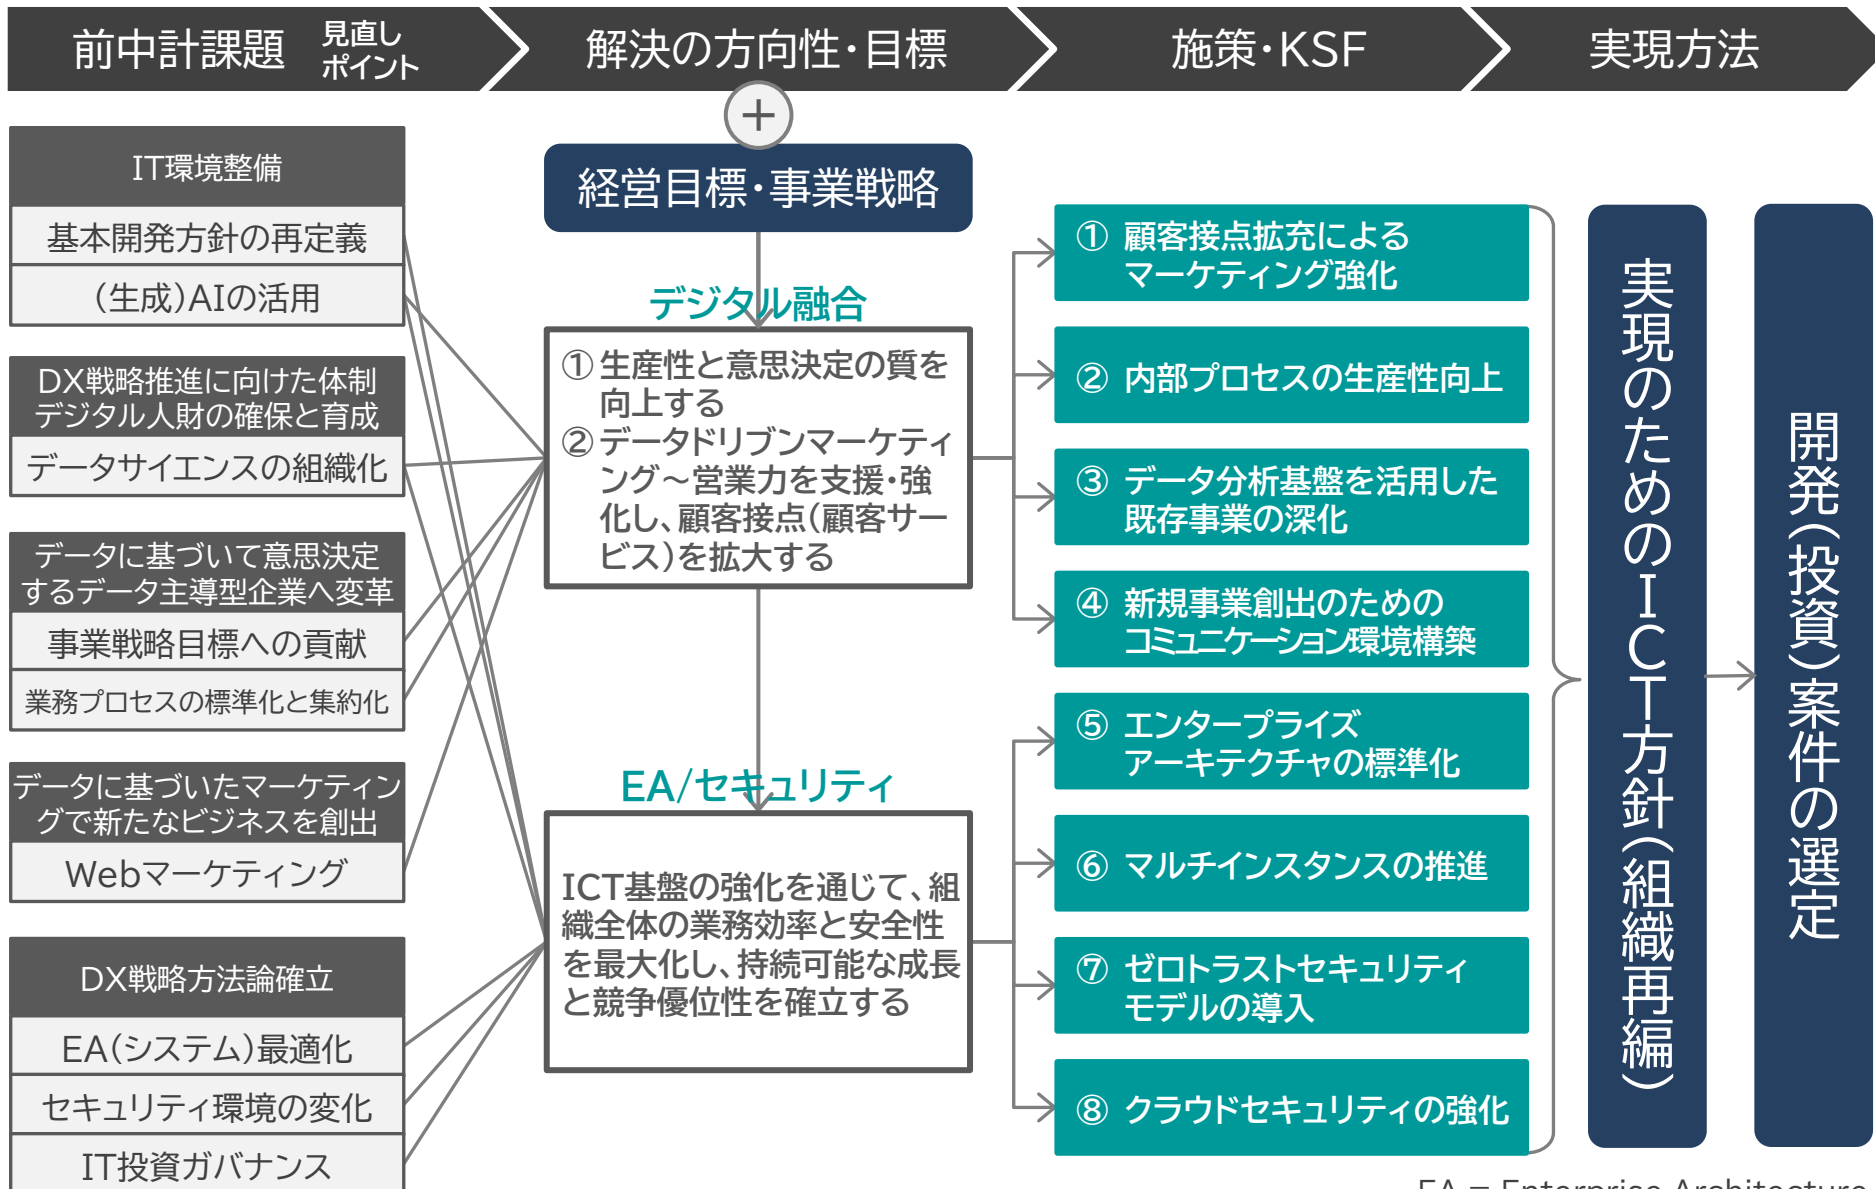 前中計課題
見直し
ポイント
解決の方向性・目標
施策・KSF
実現方法
IT環境整備
基本開発方針の再定義
(生成)AIの活用
DX戦略推進に向けた体制
デジタル人財の確保と育成
データサイエンスの組織化
データに基づいて意思決定
するデータ主導型企業へ変革
事業戦略目標への貢献
業務プロセスの標準化と集約化
データに基づいたマーケティン
グで新たなビジネスを創出
Webマーケティング
DX戦略方法論確立
EA(システム)最適化
セキュリティ環境の変化
IT投資ガバナンス
+
経営目標・事業戦略
デジタル融合
① 生産性と意思決定の質を
向上する
② データドリブンマーケティ
ング～営業力を支援・強
化し、顧客接点(顧客サー
ビス)を拡大する
EA/セキュリティ
ICT基盤の強化を通じて、組
織全体の業務効率と安全性
を最大化し、持続可能な成長
と競争優位性を確立する
① 顧客接点拡充による
マーケティング強化
② 内部プロセスの生産性向上
③ データ分析基盤を活用した
既存事業の深化
④ 新規事業創出のための
コミュニケーション環境構築
⑤ エンタープライズ
アーキテクチャの標準化
⑥ マルチインスタンスの推進
⑦ ゼロトラストセキュリティ
モデルの導入
⑧ クラウドセキュリティの強化
実現のためのICT方針(組織再編)
開発(投資)案件の選定
EA = Enterprise Architecture